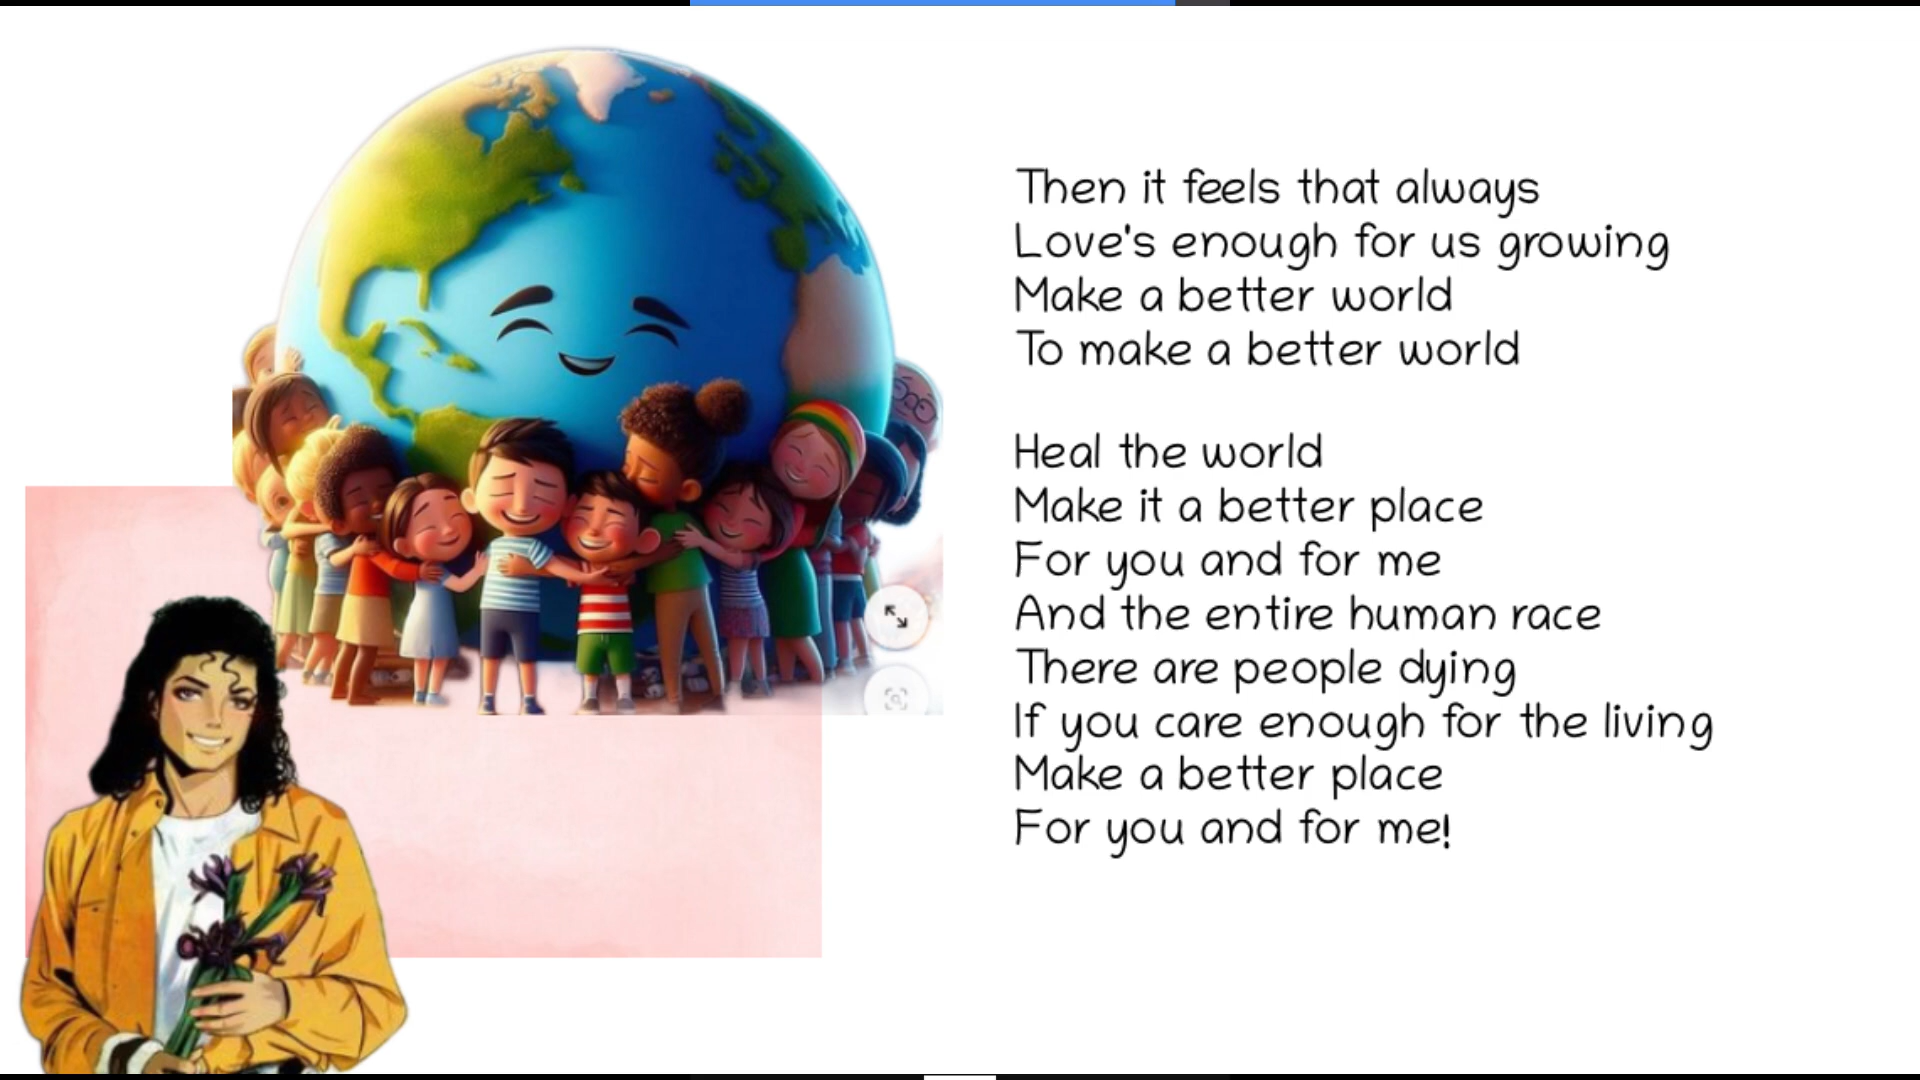 Then it feels that always
Love's enough for us growing
Make a better world
To make a better world
Heal the world
Make it a better place
For you and for me
And the entire human race
There are people dying
If you care enough for the living
Make a better place
For you and for me!